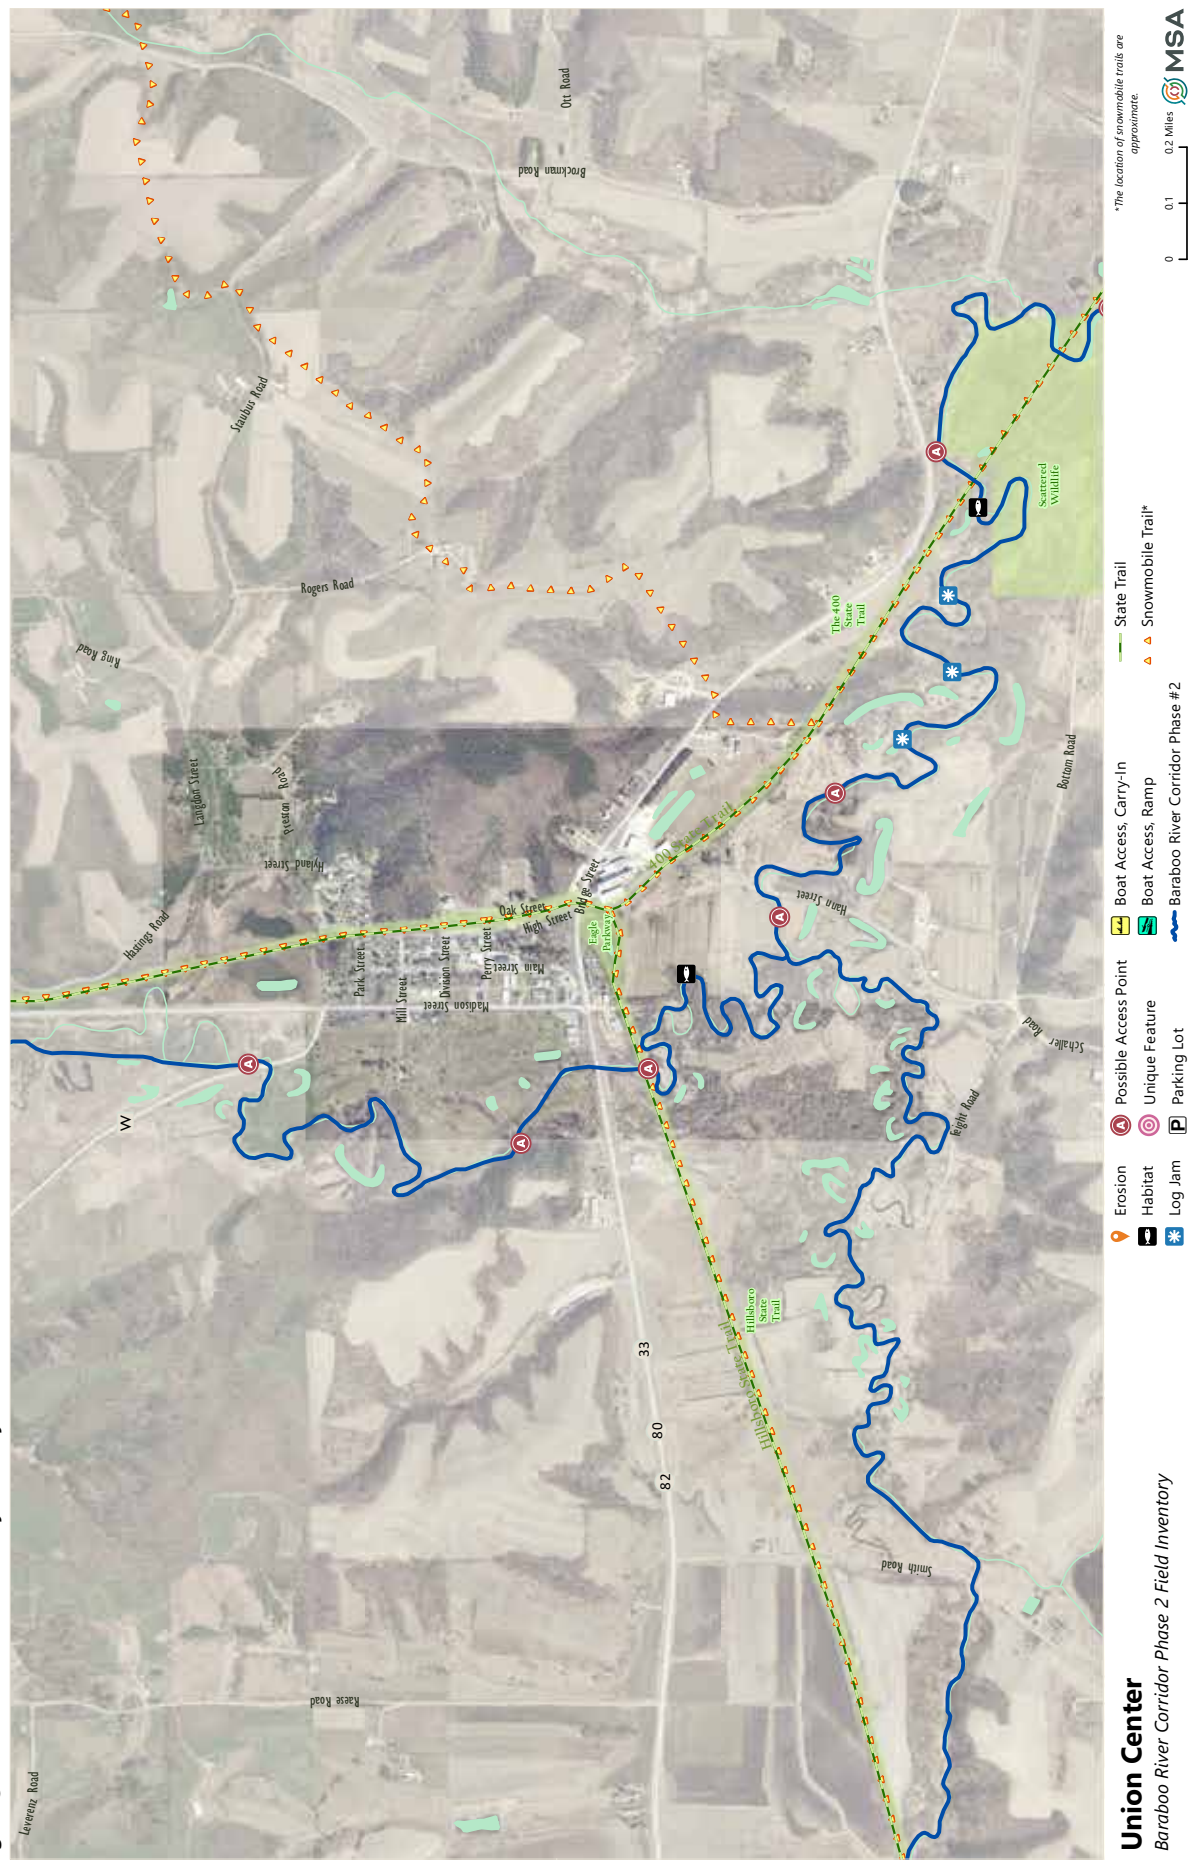 Leverenz Road
Raese Road
Smith Road
82
80
33
Hillsboro State Trail
Hillsboro
State
Trail
W
Hastings Road
Park Street
Mill Street
Division Street
Perry Street
Main Street
Madison Street
Oak Street
High Street
Bridge Street
Eagle
Parkway
Hyland Street
Preston Road
Langdon Street
Ring Road
Rogers Road
Staubus Road
Ott Road
Brockman Road
400 State Trail
The 400
State
Trail
Hann Street
Schaller Road
Feight Road
Bottom Road
Scattered
Wildlife
A
A
A
A
A
A
Union Center
Baraboo River Corridor Phase 2 Field Inventory
Erosion
Habitat
Log Jam
A Possible Access Point
Unique Feature
P Parking Lot
Boat Access, Carry-In
Boat Access, Ramp
Baraboo River Corridor Phase #2
State Trail
Snowmobile Trail*
*The location of snowmobile trails are
approximate.
0 0.1 0.2 Miles
MSA